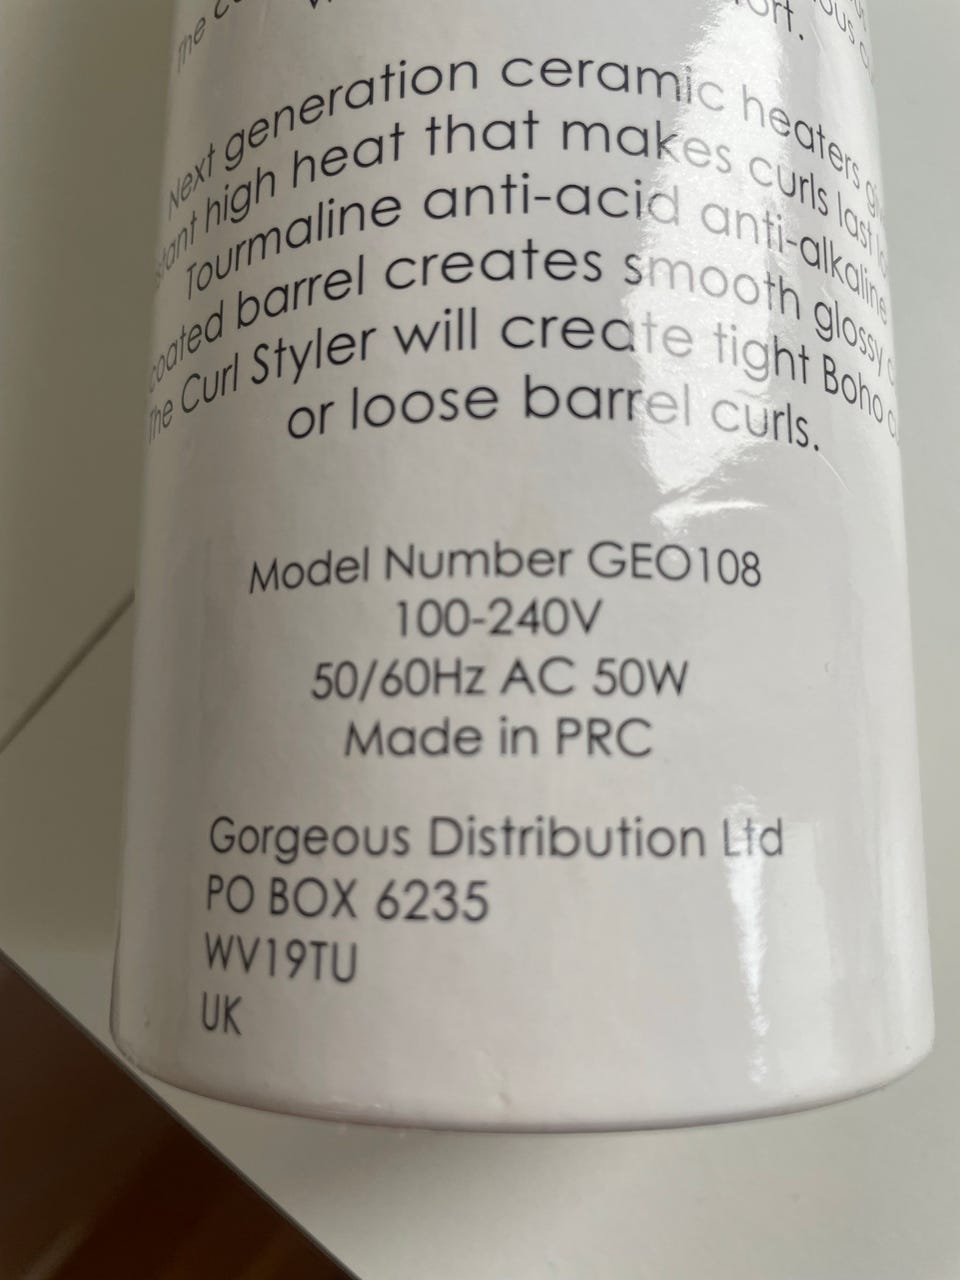 The
ort.
Next generation ceramic heaters
high heat that makes curls last
Tourmaline anti-acid anti-alkaline
coated barrel creates smooth glossy
The Curl Styler will create tight Boho
or loose barrel curls.
Model Number GEO108
100-240V
50/60Hz AC 50W
Made in PRC
Gorgeous Distribution Ltd
PO BOX 6235
WV19TU
UK